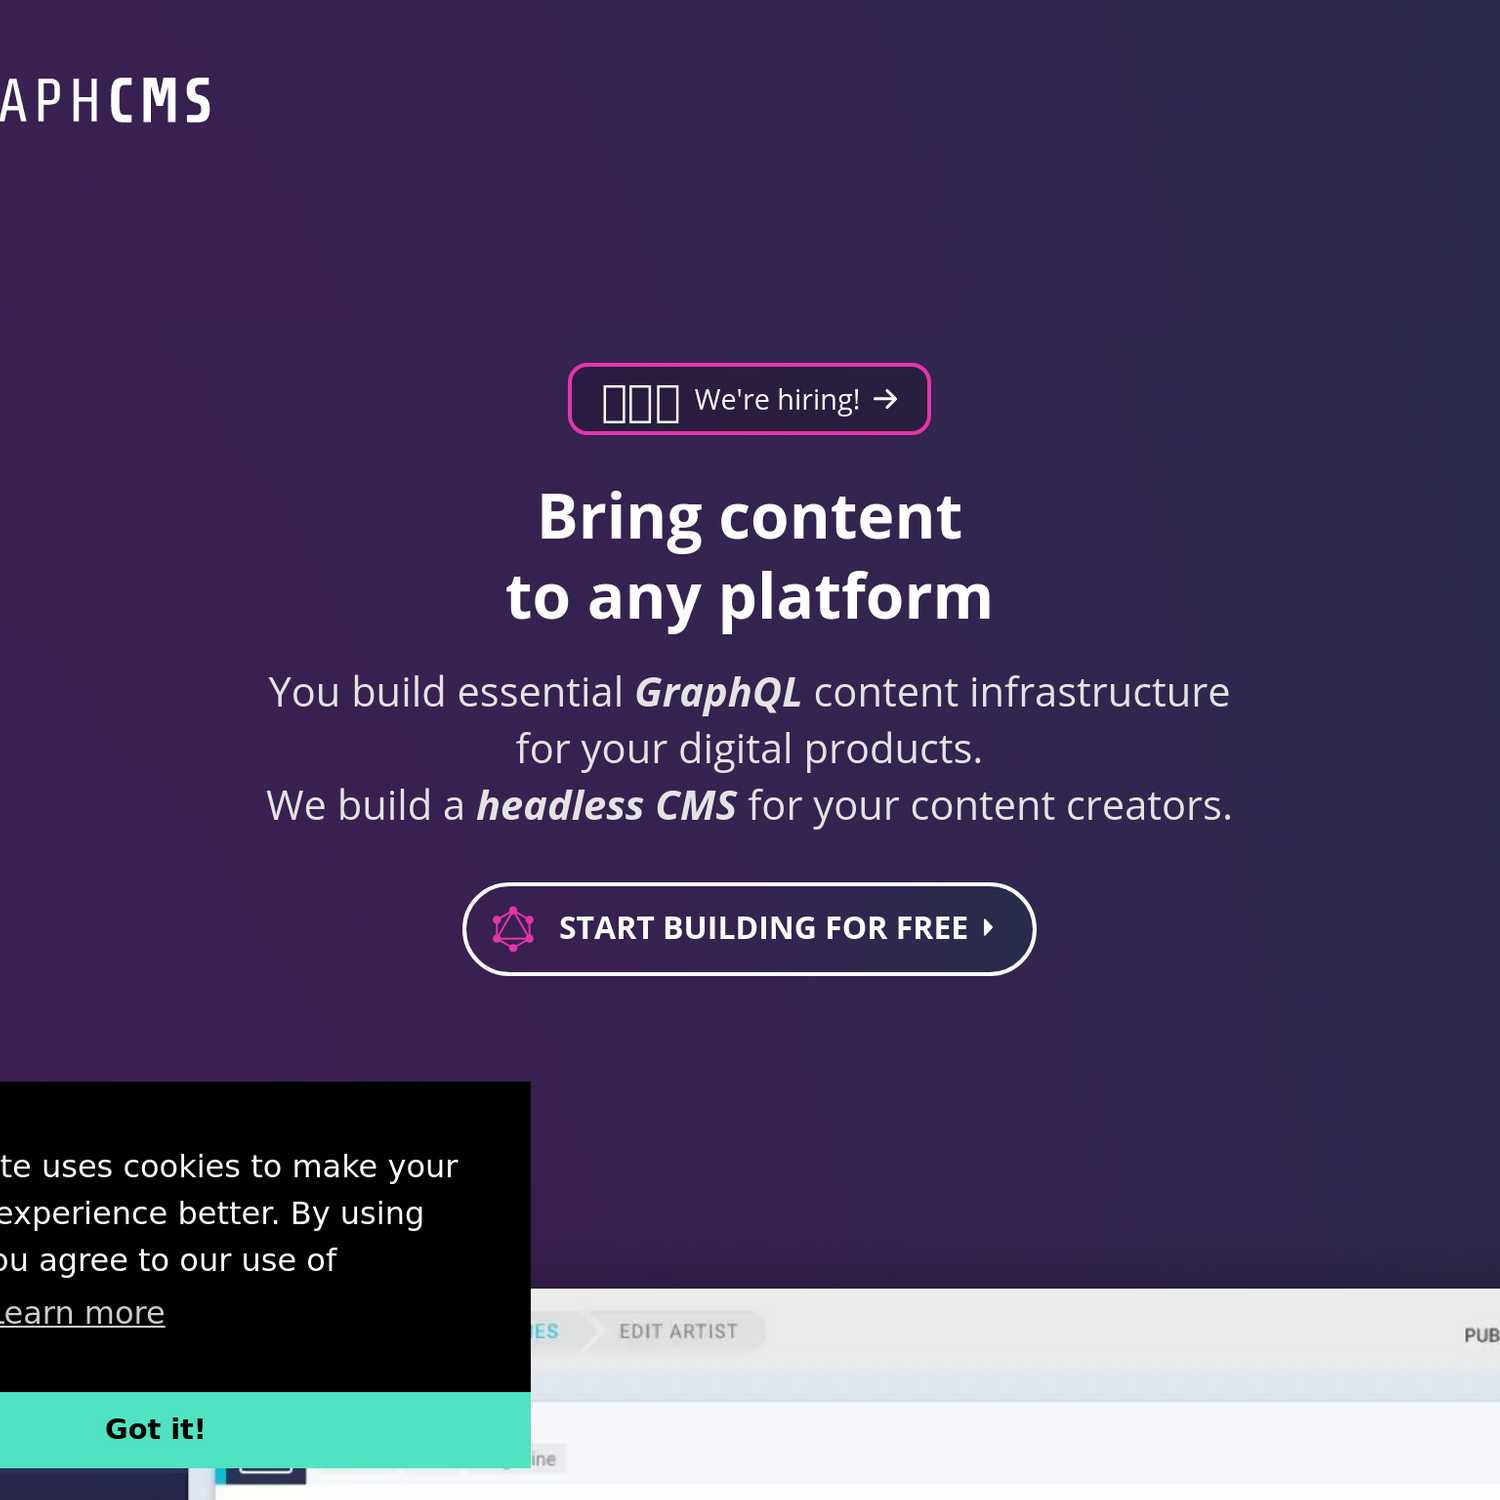 APHCMS
We're hiring! →
Bring content
to any platform
You build essential GraphQL content infrastructure
for your digital products.
We build a headless CMS for your content creators.
START BUILDING FOR FREE
te uses cookies to make your
experience better. By using
ou agree to our use of
Learn more
Got it!
IES EDIT ARTIST
PUB
ine